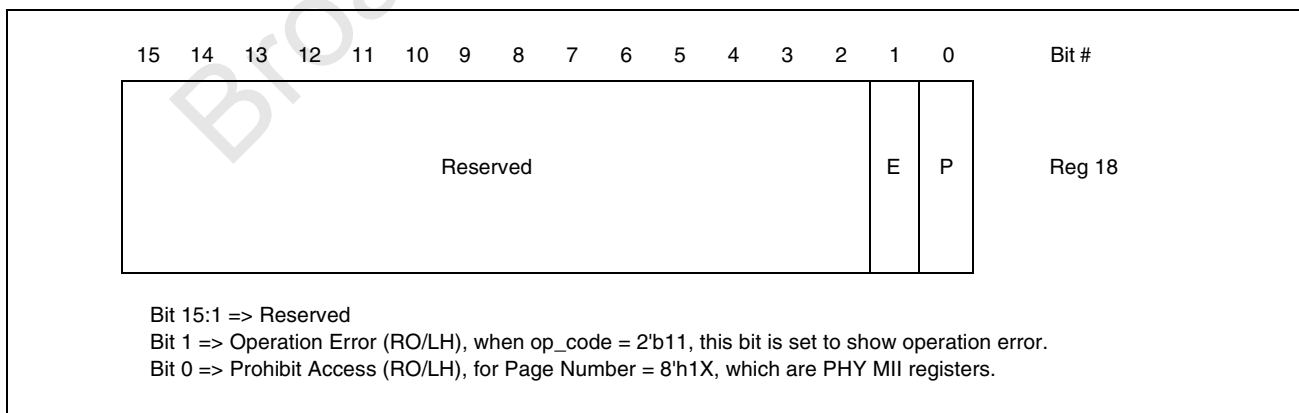 15 14 13 12 11 10 9 8 7 6 5 4 3 2 1 0 Bit #
Reserved E P Reg 18
Bit 15:1 => Reserved
Bit 1 => Operation Error (RO/LH), when op_code = 2'b11, this bit is set to show operation error.
Bit 0 => Prohibit Access (RO/LH), for Page Number = 8'h1X, which are PHY MII registers.